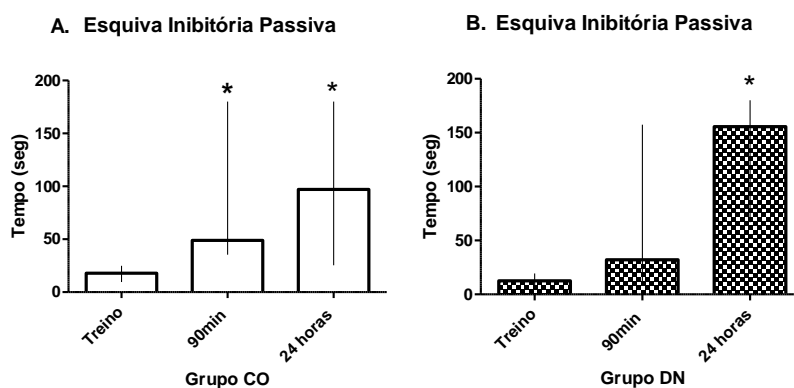 A. Esquiva Inibitória Passiva
200
150
100
50
0
Tempo (seg)
*
*
Treino
90min
24 horas
Grupo CO
B. Esquiva Inibitória Passiva
200
150
100
50
0
Tempo (seg)
*
Treino
90min
24 horas
Grupo DN